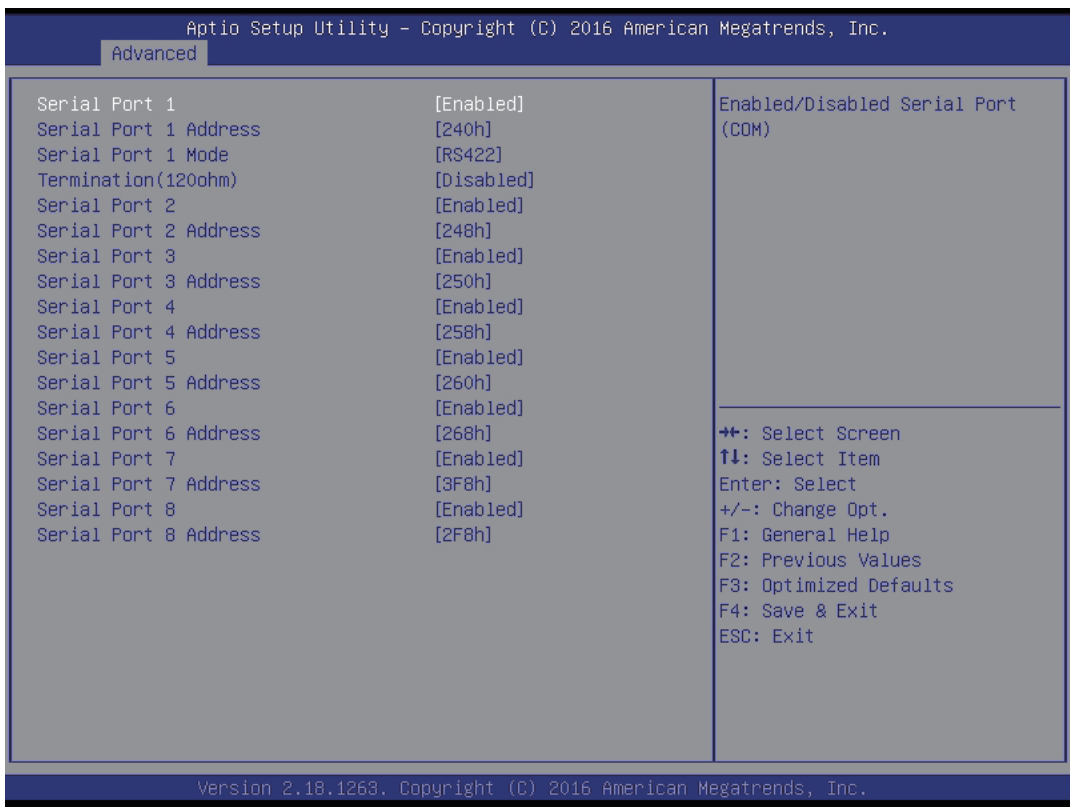 Aptio Setup Utility – Copyright (C) 2016 American Megatrends, Inc.
Advanced
Serial Port 1 [Enabled]
Serial Port 1 Address [240h]
Serial Port 1 Mode [RS422]
Termination(120ohm) [Disabled]
Serial Port 2 [Enabled]
Serial Port 2 Address [248h]
Serial Port 3 [Enabled]
Serial Port 3 Address [250h]
Serial Port 4 [Enabled]
Serial Port 4 Address [258h]
Serial Port 5 [Enabled]
Serial Port 5 Address [260h]
Serial Port 6 [Enabled]
Serial Port 6 Address [268h]
Serial Port 7 [Enabled]
Serial Port 7 Address [3F8h]
Serial Port 8 [Enabled]
Serial Port 8 Address [2F8h]
Enabled/Disabled Serial Port
(COM)
→←: Select Screen
↑↓: Select Item
Enter: Select
+/-: Change Opt.
F1: General Help
F2: Previous Values
F3: Optimized Defaults
F4: Save & Exit
ESC: Exit
Version 2.18.1263. Copyright (C) 2016 American Megatrends, Inc.